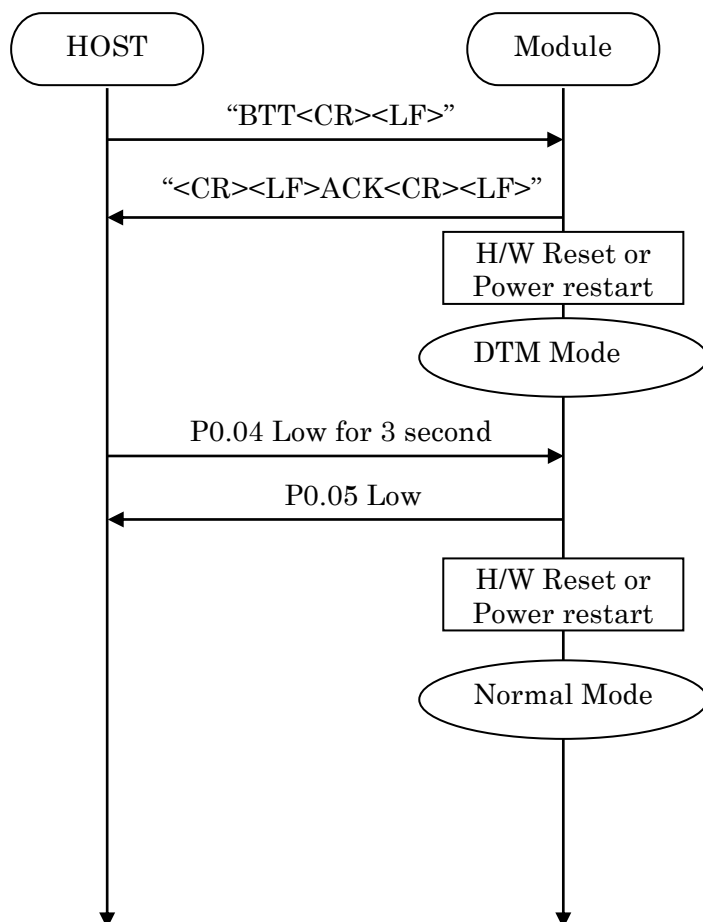 HOST
Module
“BTT<CR><LF>”
“<CR><LF>ACK<CR><LF>”
H/W Reset or
Power restart
DTM Mode
P0.04 Low for 3 second
P0.05 Low
H/W Reset or
Power restart
Normal Mode